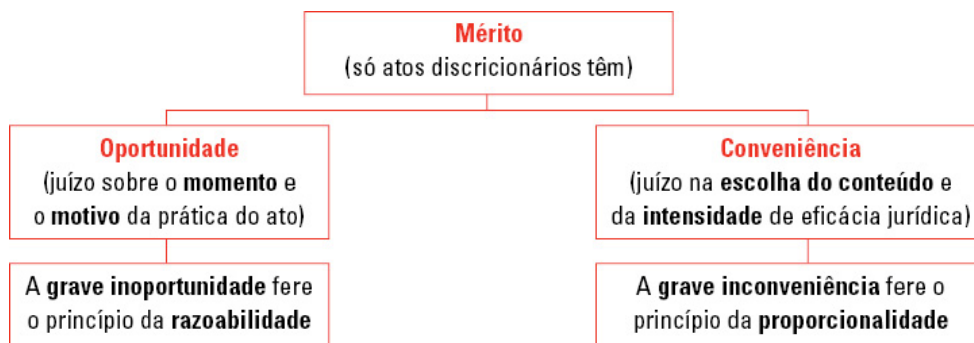 Mérito
(só atos discricionários têm)
Oportunidade
(juízo sobre o momento e
o motivo da prática do ato)
Conveniência
(juízo na escolha do conteúdo e
da intensidade de eficácia jurídica)
A grave inoportunidade fere
o princípio da razoabilidade
A grave inconveniência fere o
princípio da proporcionalidade